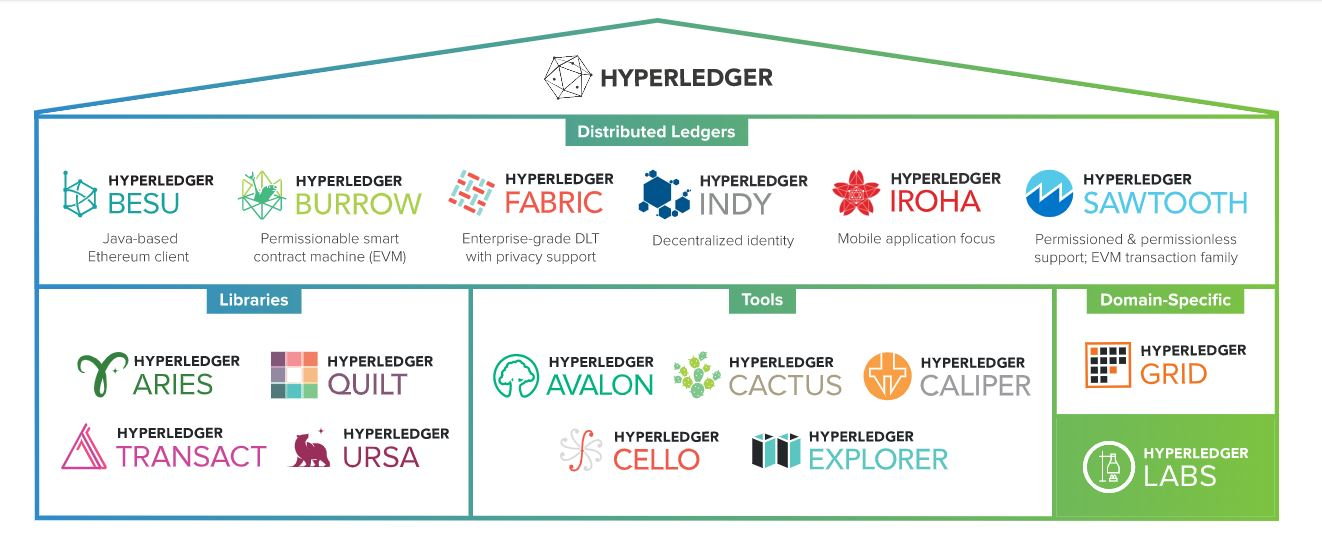 HYPERLEDGER
Distributed Ledgers
HYPERLEDGER
BESU
Java-based
Ethereum client
HYPERLEDGER
BURROW
Permissionable smart
contract machine (EVM)
HYPERLEDGER
FABRIC
Enterprise-grade DLT
with privacy support
HYPERLEDGER
INDY
Decentralized identity
HYPERLEDGER
IROHA
Mobile application focus
HYPERLEDGER
SAWTOOTH
Permissioned & permissionless
support; EVM transaction family
Libraries
HYPERLEDGER
ARIES
HYPERLEDGER
QUILT
HYPERLEDGER
TRANSACT
HYPERLEDGER
URSA
Tools
HYPERLEDGER
AVALON
HYPERLEDGER
CACTUS
HYPERLEDGER
CALIPER
HYPERLEDGER
CELLO
HYPERLEDGER
EXPLORER
Domain-Specific
HYPERLEDGER
GRID
HYPERLEDGER
LABS